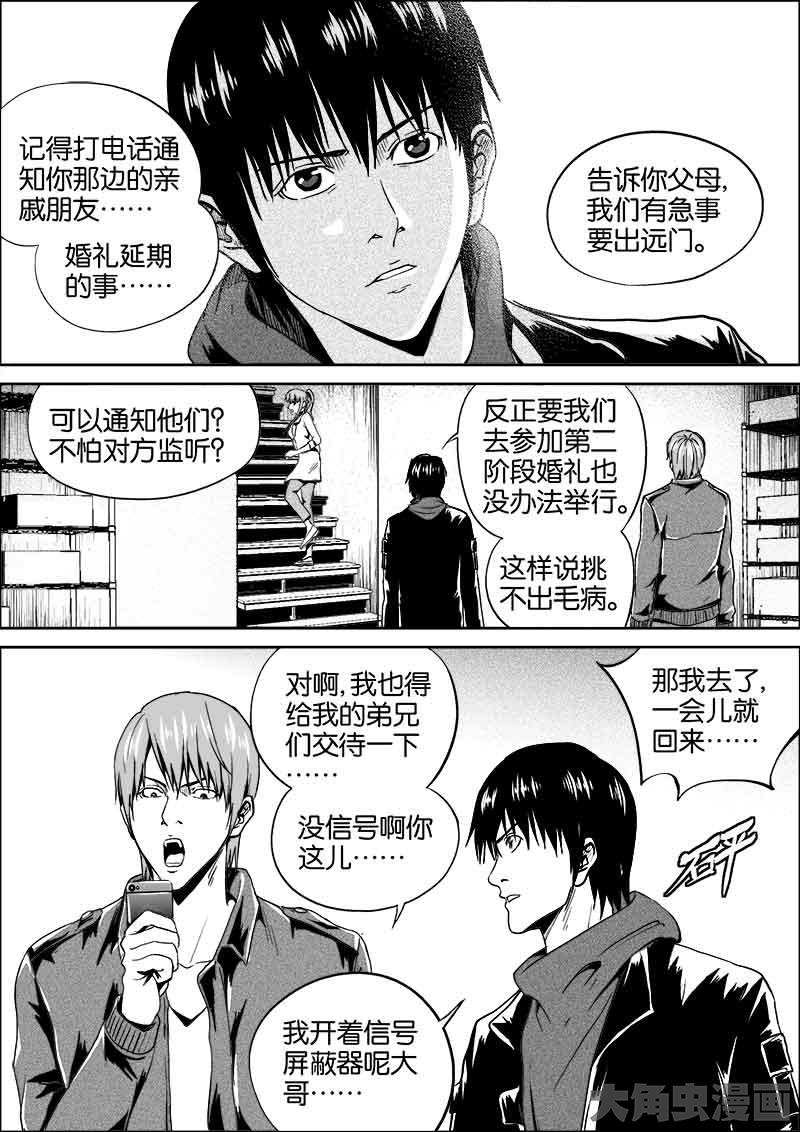 记得打电话通
知你那边的亲
戚朋友……
婚礼延期
的事……
告诉你父母,
我们有急事
要出远门。
可以通知他们?
不怕对方监听?
反正要我们
去参加第二
阶段婚礼也
没办法举行。
这样说挑
不出毛病。
对啊,我也得
给我的弟兄
们交待一下
……
没信号啊你
这儿……
那我去了,
一会儿就
回来……
砰
我开着信号
屏蔽器呢大
哥……
大角虫漫画